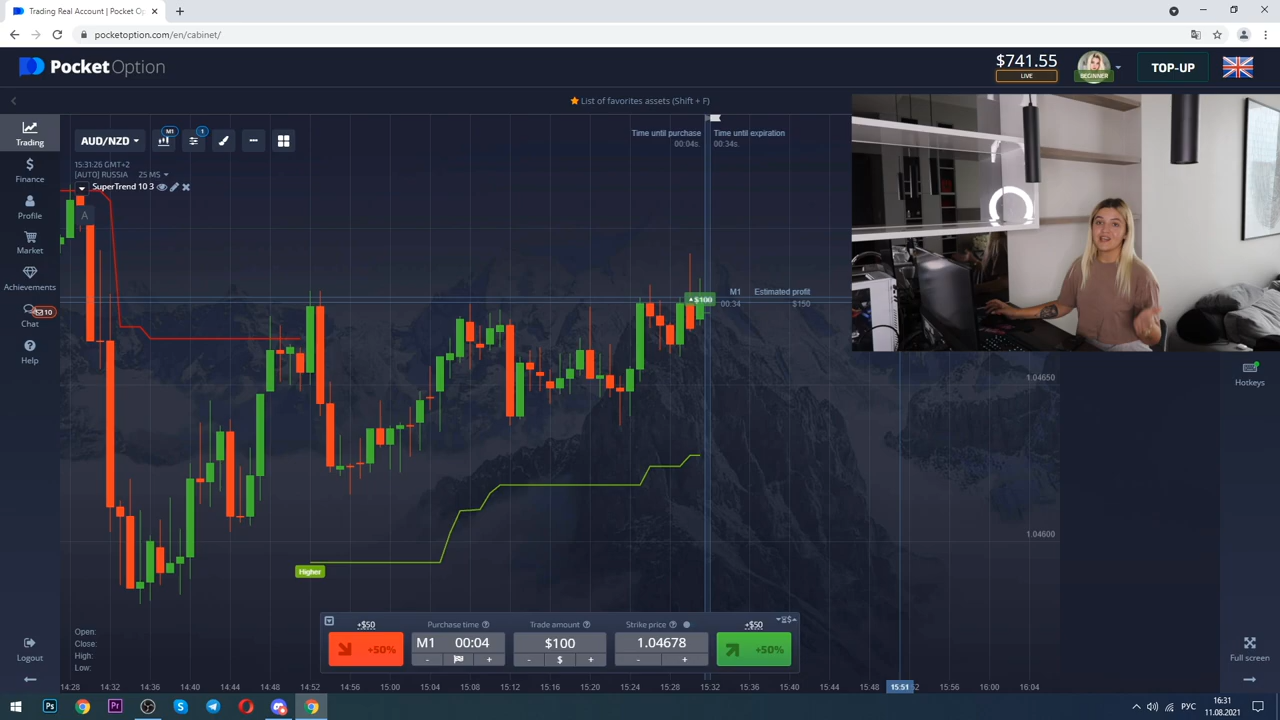 Trading Real Account | Pocket Op
pocketoption.com/en/cabinet/
PocketOption
$741.55
LIVE
BEGINNER
TOP-UP
List of favorites assets (Shift + F)
Trading
Finance
Profile
Market
Achievements
Chat
10
Help
Logout
AUD/NZD
M1
1
15:31:26 GMT+2
[AUTO] RUSSIA 25 MS
SuperTrend 10 3
A
Time until purchase
00:04s.
Time until expiration
00:34s.
$100
M1
00:34
Estimated profit
$150
1.04650
1.04600
Higher
Hotkeys
Full screen
Open:
Close:
High:
Low:
+$50
+50%
Purchase time
M1 00:04
- +
Trade amount
$100
- $ +
Strike price
1.04678
- +
+$50
+50%
14:28 14:32 14:36 14:40 14:44 14:48 14:52 14:56 15:00 15:04 15:08 15:12 15:16 15:20 15:24 15:28 15:32 15:36 15:40 15:44 15:48 15:51 52 15:56 16:00 16:04
Ps
Pr
РУС
16:31
11.08.2021